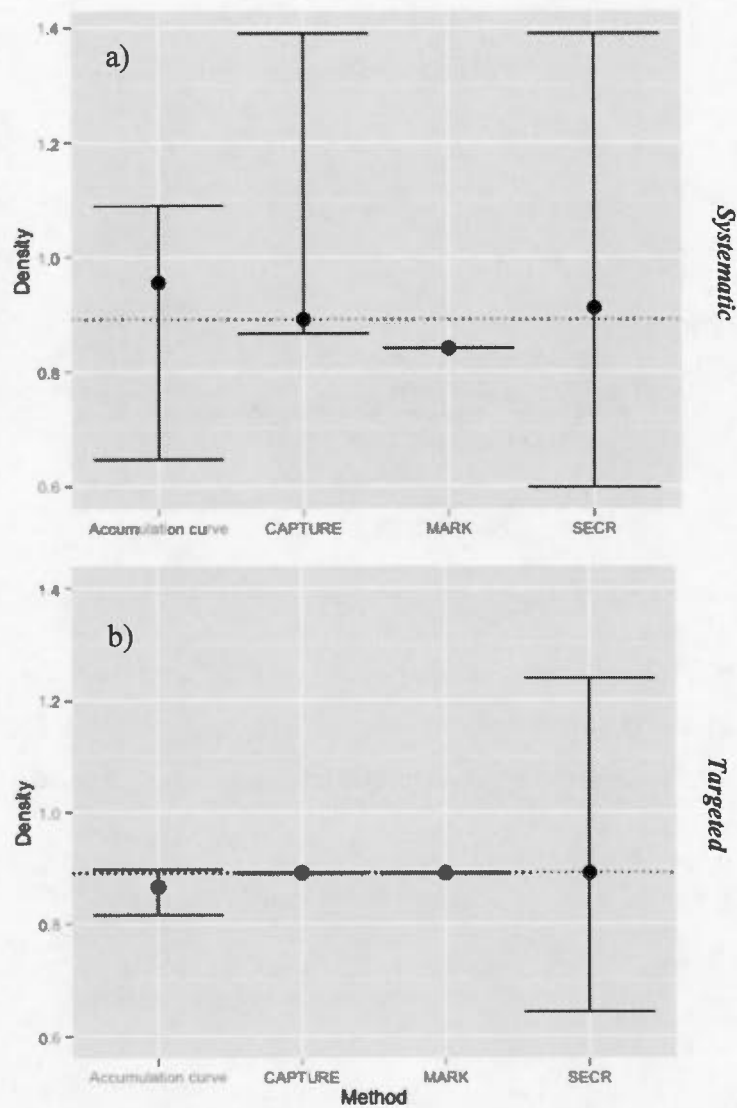 a)
1.4
1.2
1.0
0.8
0.6
Density
Accumulation curve CAPTURE MARK SECR
Systematic
b)
1.4
1.2
1.0
0.8
0.6
Density
Accumulation curve CAPTURE MARK SECR
Method
Targeted